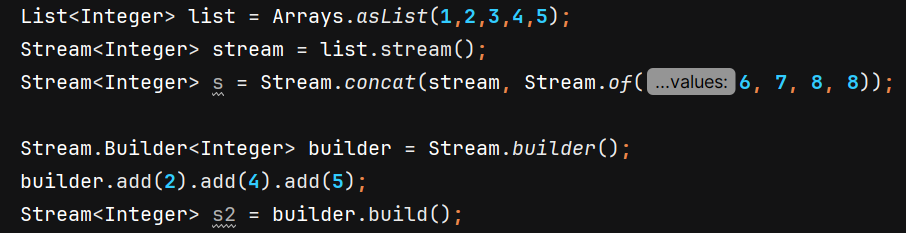 List<Integer> list = Arrays.asList(1,2,3,4,5);
Stream<Integer> stream = list.stream();
Stream<Integer> s = Stream.concat(stream, Stream.of( ...values: 6, 7, 8, 8));
Stream.Builder<Integer> builder = Stream.builder();
builder.add(2).add(4).add(5);
Stream<Integer> s2 = builder.build();